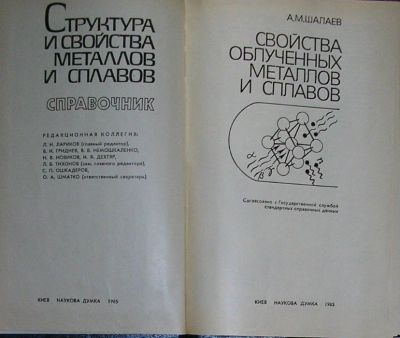 СТРУКТУРА
И СВОЙСТВА
МЕТАЛЛОВ
И СПЛАВОВ
СПРАВОЧНИК
РЕДАКЦИОННАЯ КОЛЛЕГИЯ:
Л. Н. ЛАРИКОВ (главный редактор),
В. Н. ГРИДНЕВ, В. В. НЕМОШКАЛЕНКО,
Н. В. НОВИКОВ, И. Я. ДЕХТЯР,
Л. В. ТИХОНОВ (зам. главного редактора),
С. П. ОШКАДЕРОВ,
О. А. ШМАТКО (ответственный секретарь)
КИЕВ НАУКОВА ДУМКА 1985
А.М.ШАЛАЕВ
СВОЙСТВА
ОБЛУЧЕННЫХ
МЕТАЛЛОВ
И СПЛАВОВ
α
β γ
Согласовано с Государственной службой
стандартных справочных данных
КИЕВ НАУКОВА ДУМКА 1985